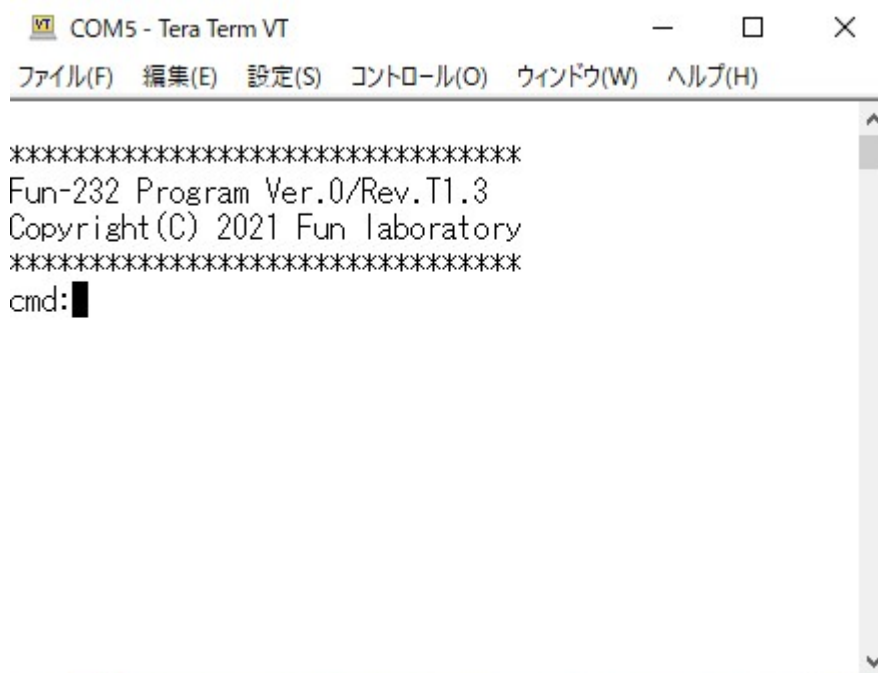 COM5 - Tera Term VT
ファイル(F) 編集(E) 設定(S) コントロール(O) ウィンドウ(W) ヘルプ(H)
********************************
Fun-232 Program Ver.0/Rev.T1.3
Copyright(C) 2021 Fun laboratory
********************************
cmd: